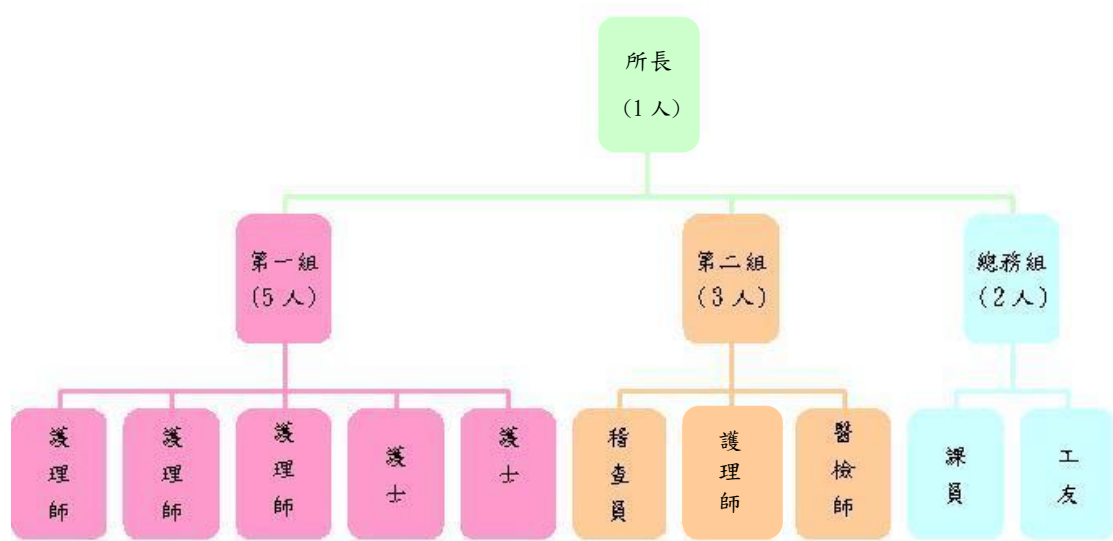 所長
(1人)
第一組
(5人)
第二組
(3人)
總務組
(2人)
護理師
護理師
護理師
護士
護士
稽查員
護理師
醫檢師
課員
工友